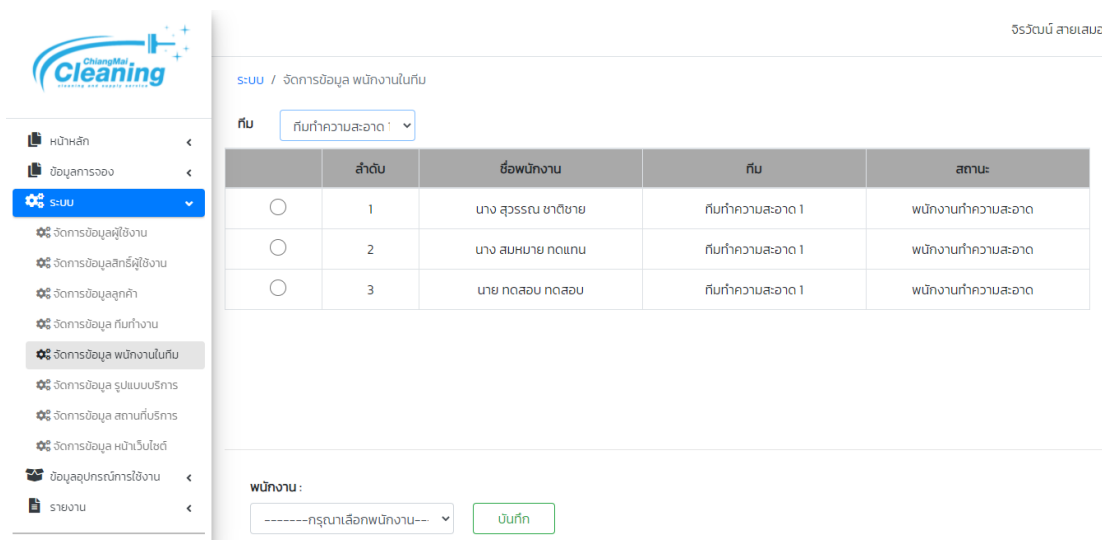 ChiangMai
Cleaning
cleaning and supply service
จิรวัฒน์ สายเสมอ
ระบบ / จัดการข้อมูล พนักงานในทีม
ทีม ทีมทำความสะอาด 1
หน้าหลัก
ข้อมูลการจอง
ระบบ
จัดการข้อมูลผู้ใช้งาน
จัดการข้อมูลสิทธิ์ผู้ใช้งาน
จัดการข้อมูลลูกค้า
จัดการข้อมูล ทีมทำงาน
จัดการข้อมูล พนักงานในทีม
จัดการข้อมูล รูปแบบบริการ
จัดการข้อมูล สถานที่บริการ
จัดการข้อมูล หน้าเว็บไซต์
ข้อมูลอุปกรณ์การใช้งาน
รายงาน
ลำดับ ชื่อพนักงาน ทีม สถานะ
1 นาง สุวรรณ ชาติชาย ทีมทำความสะอาด 1 พนักงานทำความสะอาด
2 นาง สมหมาย ทดแทน ทีมทำความสะอาด 1 พนักงานทำความสะอาด
3 นาย ทดสอบ ทดสอบ ทีมทำความสะอาด 1 พนักงานทำความสะอาด
พนักงาน :
-------กรุณาเลือกพนักงาน-- บันทึก